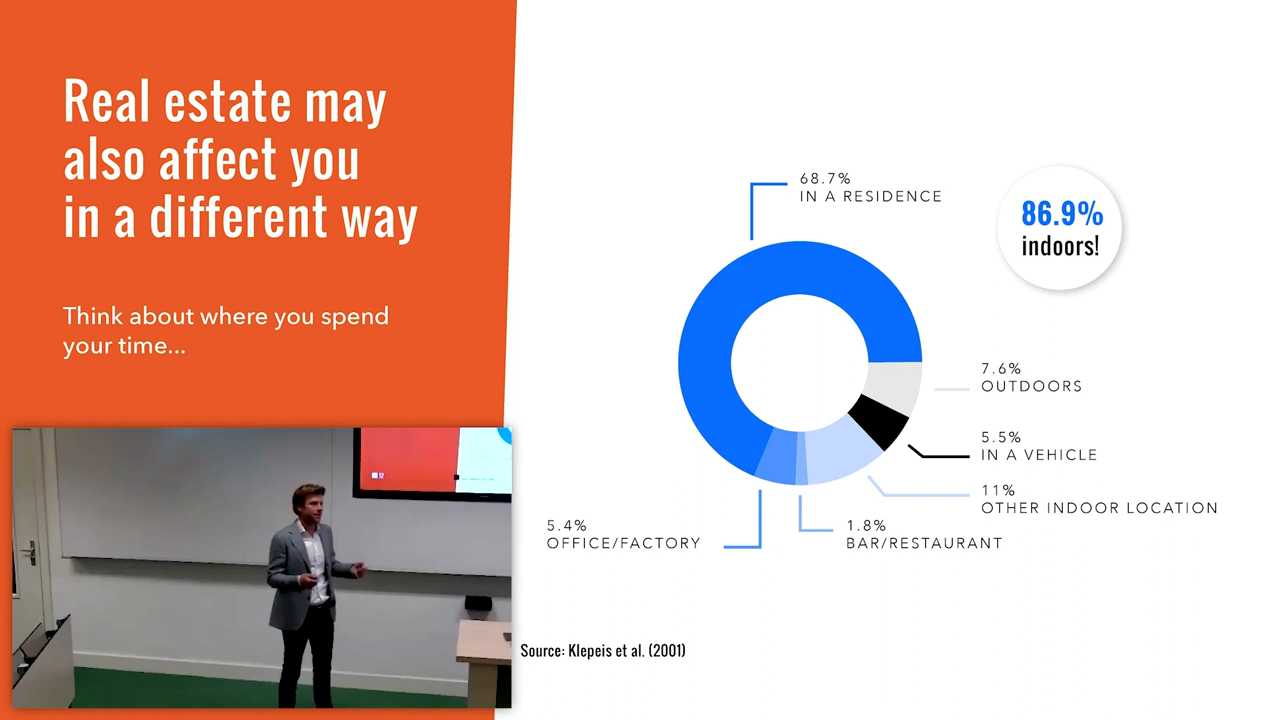 Real estate may
also affect you
in a different way
Think about where you spend
your time...
68.7%
IN A RESIDENCE
86.9%
indoors!
7.6%
OUTDOORS
5.5%
IN A VEHICLE
11%
OTHER INDOOR LOCATION
5.4%
OFFICE/FACTORY
1.8%
BAR/RESTAURANT
Source: Klepeis et al. (2001)